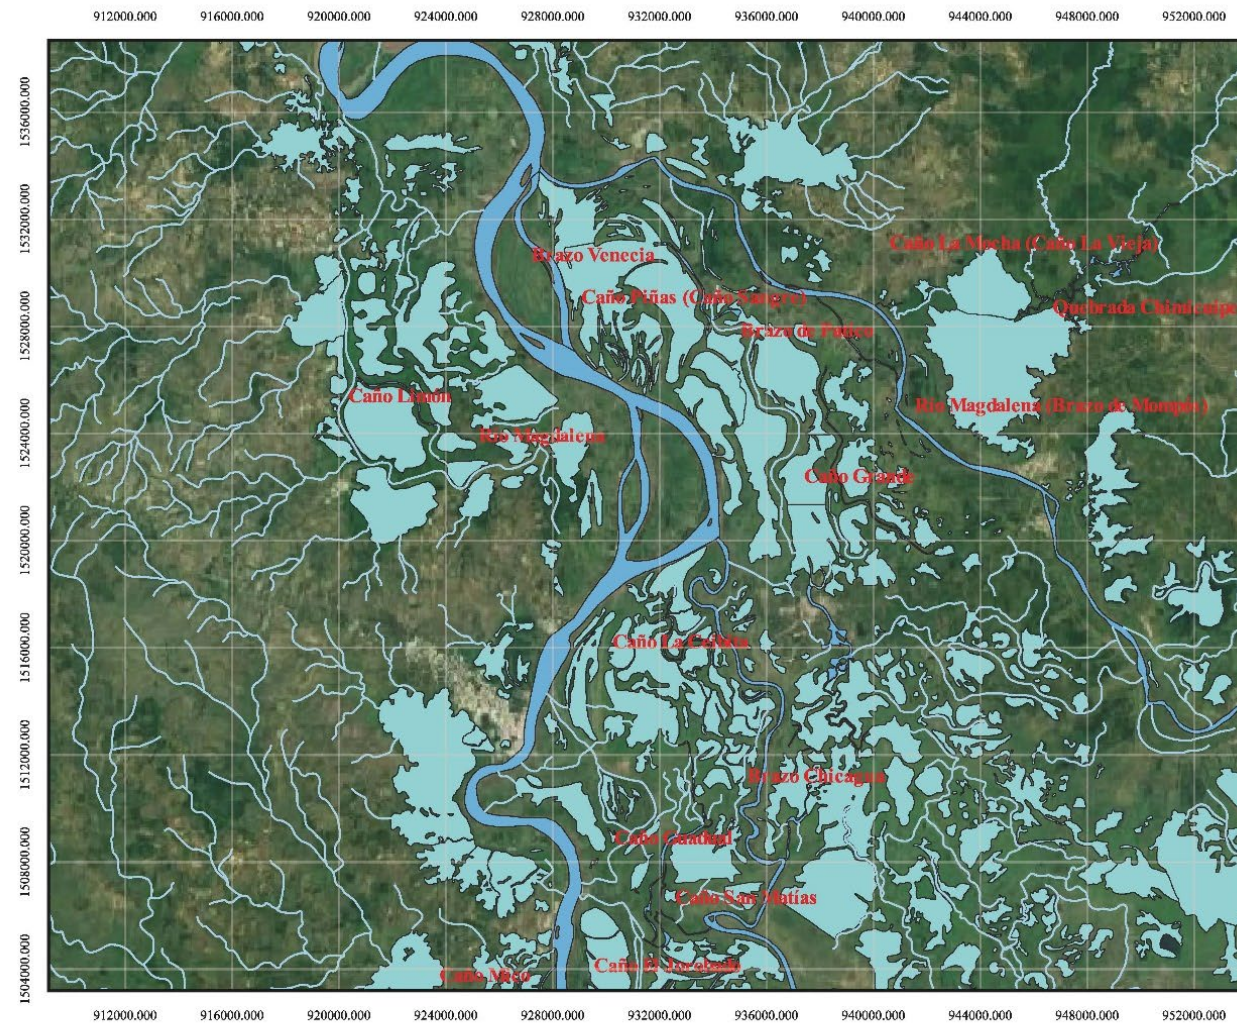 912000.000 916000.000 920000.000 924000.000 928000.000 932000.000 936000.000 940000.000 944000.000 948000.000 952000.000
1536000.000
1532000.000
1528000.000
1524000.000
1520000.000
1516000.000
1512000.000
1508000.000
1504000.000
Caño La Mocha (Caño La Vieja)
Brazo Venecia
Caño Piñas (Caño Sangre)
Quebrada Chimicuica
Brazo de
Caño Limón
Río Magdalena (Brazo de Mompós)
Río Magdalena
Caño Grande
Caño La
Brazo Chicagua
Caño Guadual
Caño San Matías
Caño El
Caño Mico
912000.000 916000.000 920000.000 924000.000 928000.000 932000.000 936000.000 940000.000 944000.000 948000.000 952000.000